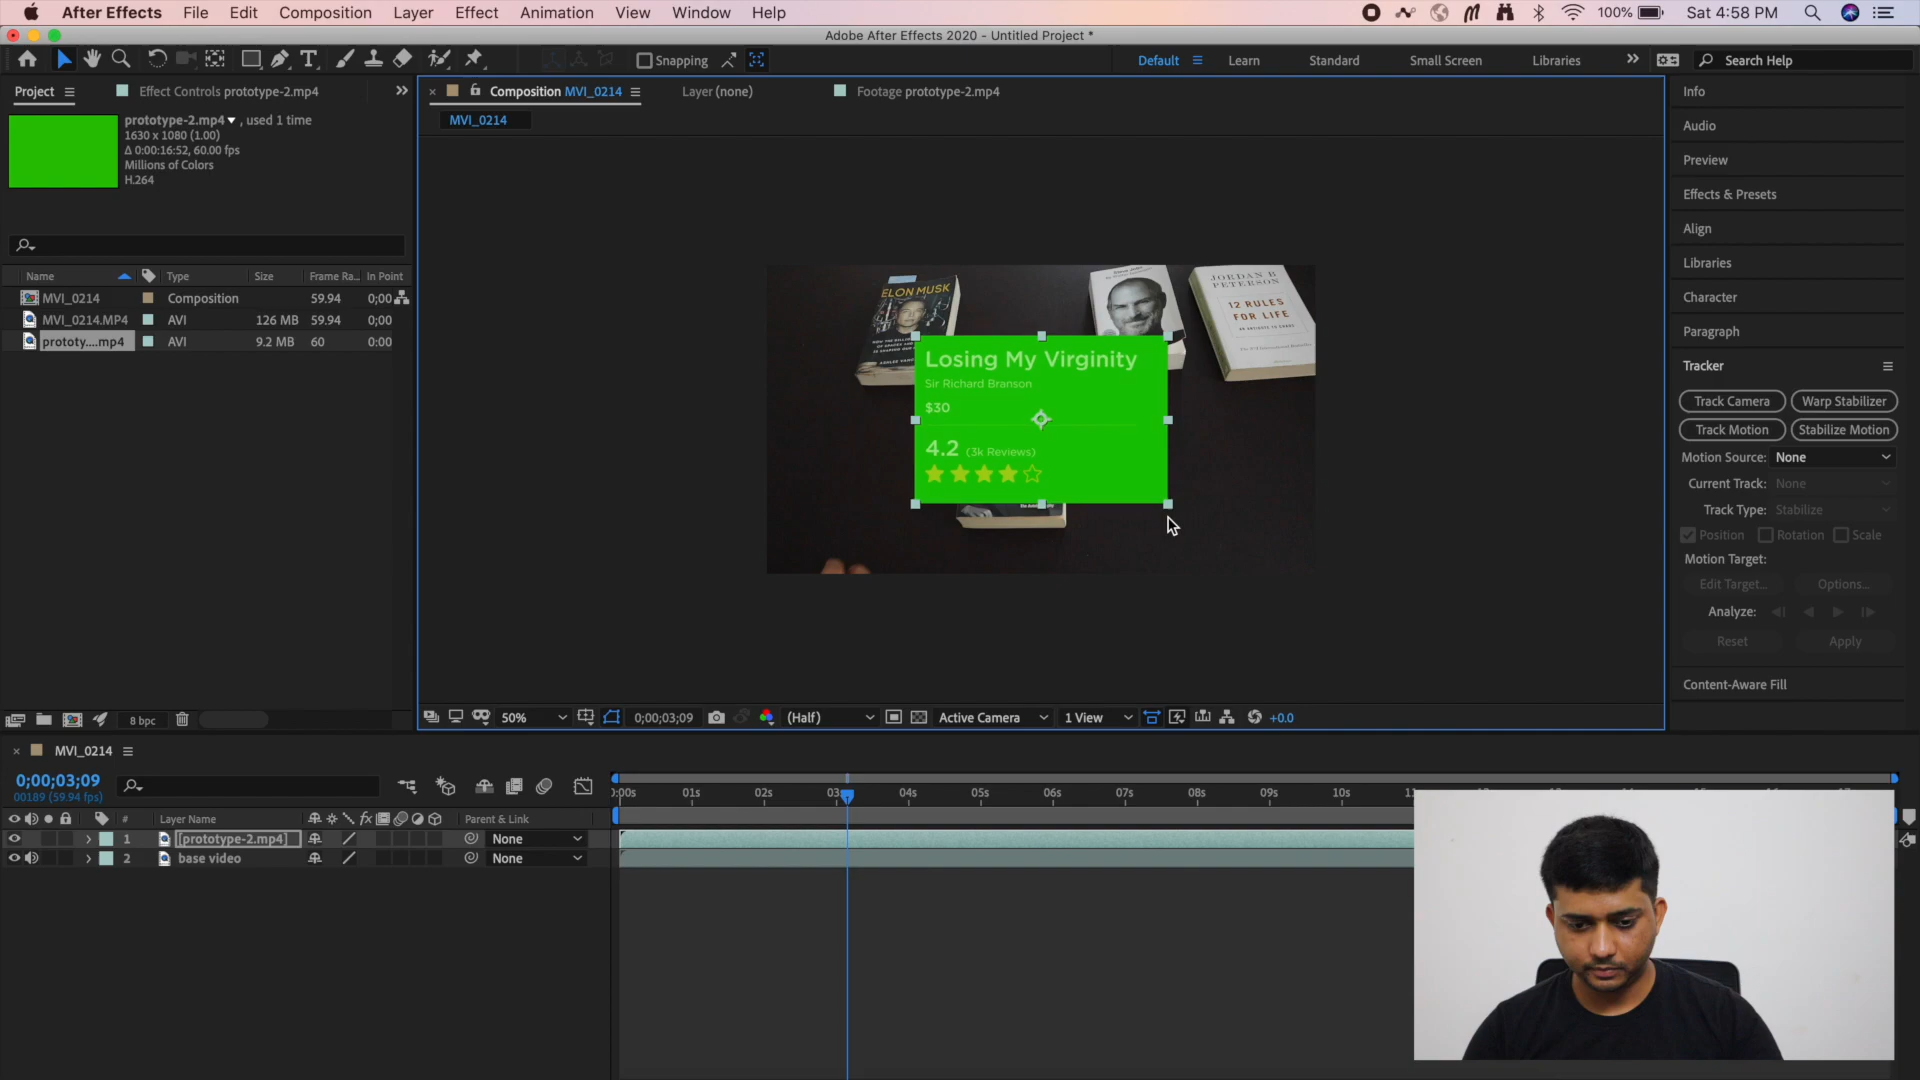 After Effects File Edit Composition Layer Effect Animation View Window Help 100% Sat 4:58 PM
Adobe After Effects 2020 - Untitled Project *
Snapping Default Learn Standard Small Screen Libraries Search Help
Project Effect Controls prototype-2.mp4
Composition MVI_0214 Layer (none) Footage prototype-2.mp4
MVI_0214
prototype-2.mp4 , used 1 time
1630 x 1080 (1.00)
Δ 0:00:16:52, 60.00 fps
Millions of Colors
H.264
Name Type Size Frame Ra... In Point
MVI_0214 Composition 59.94 0;00
MVI_0214.MP4 AVI 126 MB 59.94 0;00
prototy....mp4 AVI 9.2 MB 60 0:00
ELON MUSK
JORDAN B
PETERSON
12 RULES
FOR LIFE
Losing My Virginity
Sir Richard Branson
$30
4.2 (3k Reviews)
Info
Audio
Preview
Effects & Presets
Align
Libraries
Character
Paragraph
Tracker
Track Camera Warp Stabilizer
Track Motion Stabilize Motion
Motion Source: None
Current Track: None
Track Type: Stabilize
Position Rotation Scale
Motion Target:
Edit Target... Options...
Analyze:
Reset Apply
Content-Aware Fill
8 bpc
50% 0;00;03;09 (Half) Active Camera 1 View +0.0
MVI_0214
0;00;03;09
00189 (59.94 fps)
0:00s 01s 02s 03s 04s 05s 06s 07s 08s 09s 10s 11
# Layer Name fx Parent & Link
1 [prototype-2.mp4] None
2 base video None